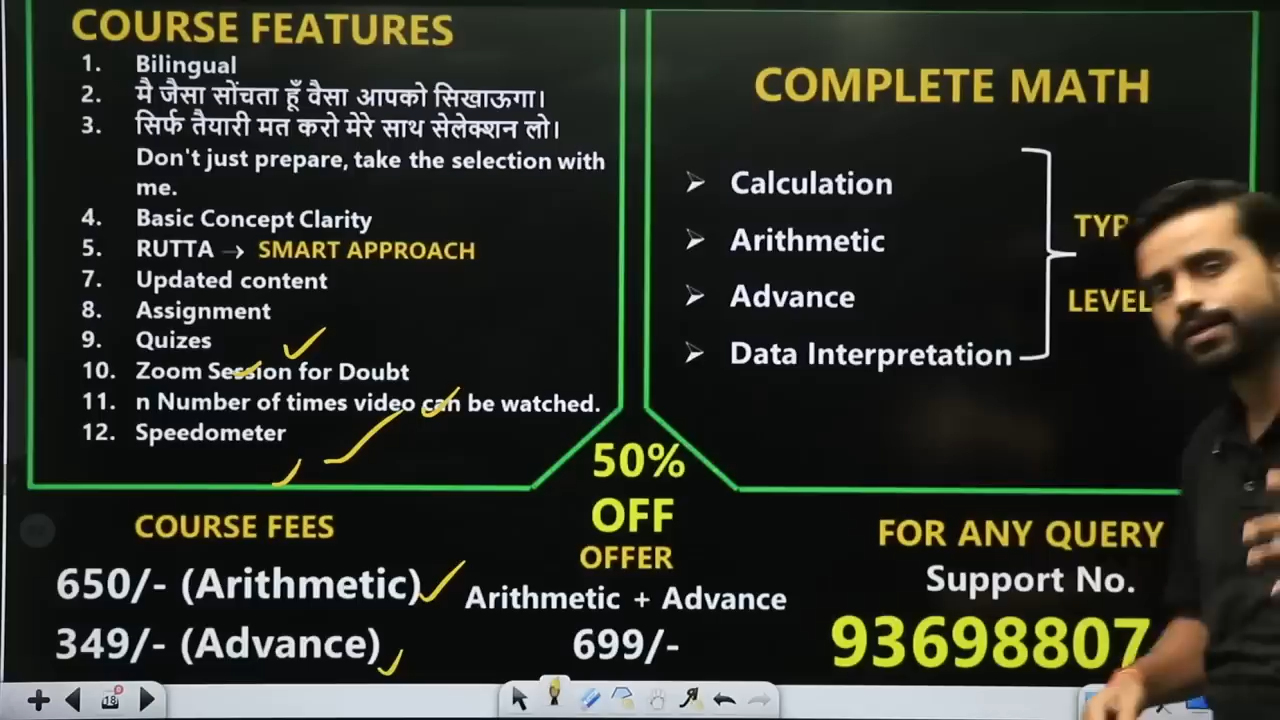 COURSE FEATURES
1. Bilingual
2. मै जैसा सोंचता हूँ वैसा आपको सिखाऊगा।
3. सिर्फ तैयारी मत करो मेरे साथ सेलेक्शन लो।
Don't just prepare, take the selection with
me.
4. Basic Concept Clarity
5. RUTTA → SMART APPROACH
7. Updated content
8. Assignment
9. Quizes
10. Zoom Session for Doubt
11. n Number of times video can be watched.
12. Speedometer
COMPLETE MATH
➢ Calculation
➢ Arithmetic
➢ Advance
➢ Data Interpretation
LEVEL
COURSE FEES
650/- (Arithmetic)
349/- (Advance)
50%
OFF
OFFER
Arithmetic + Advance
699/-
FOR ANY QUERY
Support No.
93698807
18